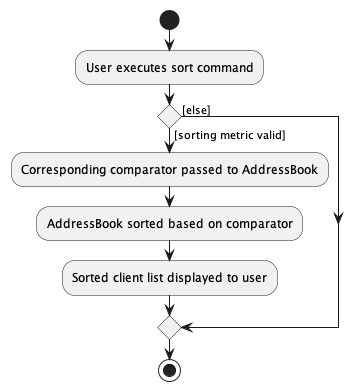 User executes sort command
[else]
[sorting metric valid]
Corresponding comparator passed to AddressBook
AddressBook sorted based on comparator
Sorted client list displayed to user